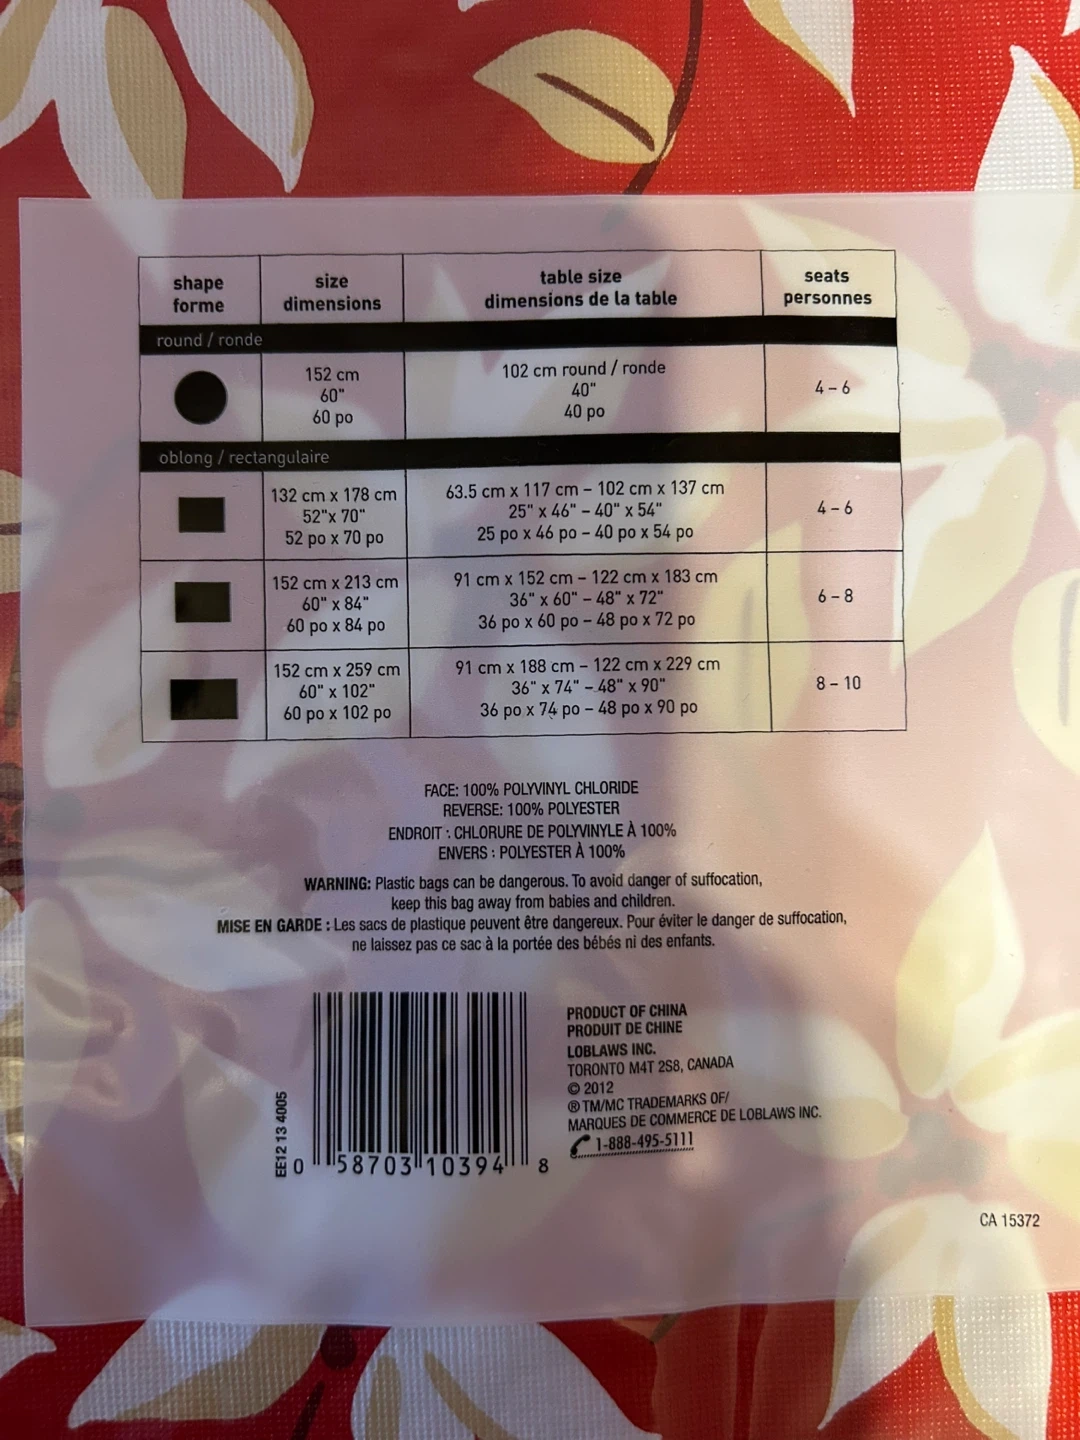 shape size table size seats
forme dimensions dimensions de la table personnes
round / ronde
152 cm 102 cm round / ronde 4 – 6
60" 40"
60 po 40 po
oblong / rectangulaire
132 cm x 178 cm 63.5 cm x 117 cm – 102 cm x 137 cm 4 – 6
52"x 70" 25" x 46" – 40" x 54"
52 po x 70 po 25 po x 46 po – 40 po x 54 po
152 cm x 213 cm 91 cm x 152 cm – 122 cm x 183 cm 6 – 8
60" x 84" 36" x 60" – 48" x 72"
60 po x 84 po 36 po x 60 po – 48 po x 72 po
152 cm x 259 cm 91 cm x 188 cm – 122 cm x 229 cm 8 – 10
60" x 102" 36" x 74" – 48" x 90"
60 po x 102 po 36 po x 74 po – 48 po x 90 po
FACE: 100% POLYVINYL CHLORIDE
REVERSE: 100% POLYESTER
ENDROIT : CHLORURE DE POLYVINYLE À 100%
ENVERS : POLYESTER À 100%
WARNING: Plastic bags can be dangerous. To avoid danger of suffocation,
keep this bag away from babies and children.
MISE EN GARDE : Les sacs de plastique peuvent être dangereux. Pour éviter le danger de suffocation,
ne laissez pas ce sac à la portée des bébés ni des enfants.
EE12 13 4005
0 58703 10394 8
PRODUCT OF CHINA
PRODUIT DE CHINE
LOBLAWS INC.
TORONTO M4T 2S8, CANADA
© 2012
® TM/MC TRADEMARKS OF/
MARQUES DE COMMERCE DE LOBLAWS INC.
1-888-495-5111
CA 15372